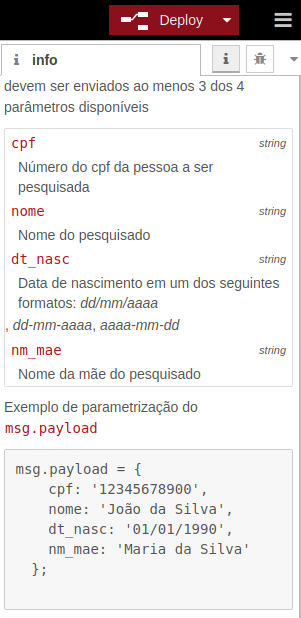 Deploy
i info
i
devem ser enviados ao menos 3 dos 4
parâmetros disponíveis
cpf string
Número do cpf da pessoa a ser
pesquisada
nome string
Nome do pesquisado
dt_nasc string
Data de nascimento em um dos seguintes
formatos: dd/mm/aaaa
, dd-mm-aaaa, aaaa-mm-dd
nm_mae string
Nome da mãe do pesquisado
Exemplo de parametrização do
msg.payload
msg.payload = {
cpf: '12345678900',
nome: 'João da Silva',
dt_nasc: '01/01/1990',
nm_mae: 'Maria da Silva'
};